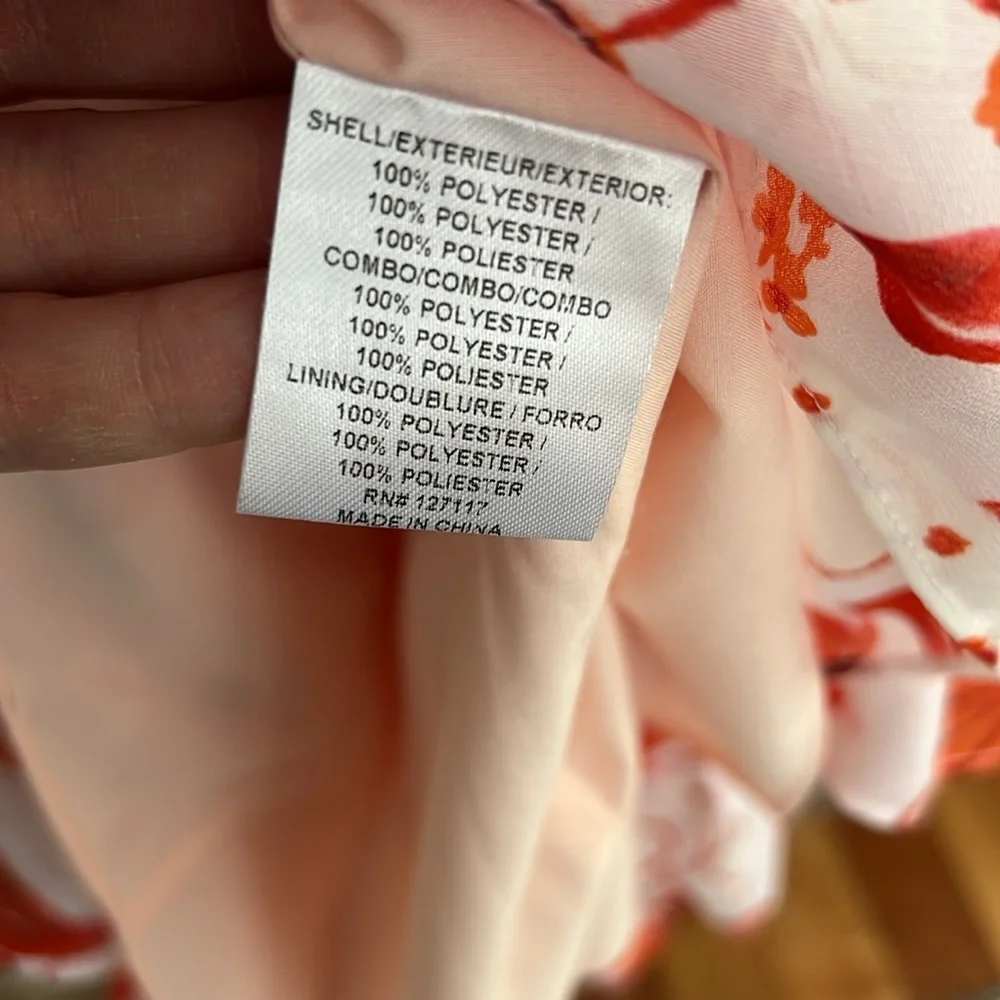 SHELL/EXTERIEUR/EXTERIOR:
100% POLYESTER /
100% POLYESTER /
100% POLIESTER
COMBO/COMBO/COMBO
100% POLYESTER /
100% POLYESTER /
100% POLIESTER
LINING/DOUBLURE / FORRO
100% POLYESTER /
100% POLYESTER /
100% POLIESTER
RN# 127117
MADE IN CHINA